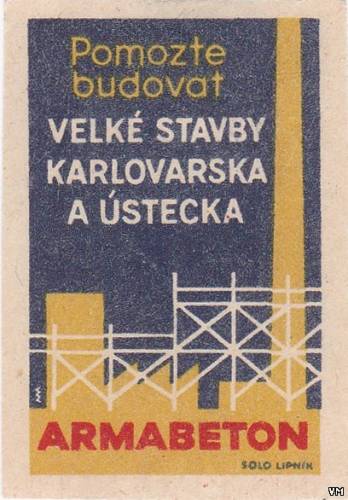 Pomozte
budovat
VELKÉ STAVBY
KARLOVARSKA
A ÚSTECKA
ARMABETON
SOLO LIPNÍK
VM